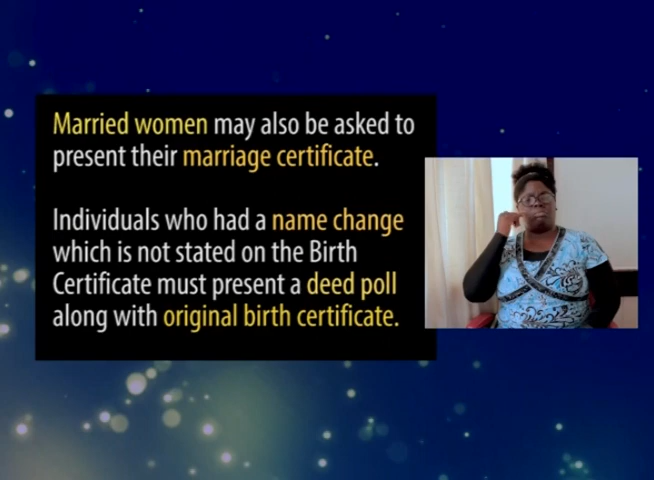 Married women may also be asked to
present their marriage certificate.
Individuals who had a name change
which is not stated on the Birth
Certificate must present a deed poll
along with original birth certificate.